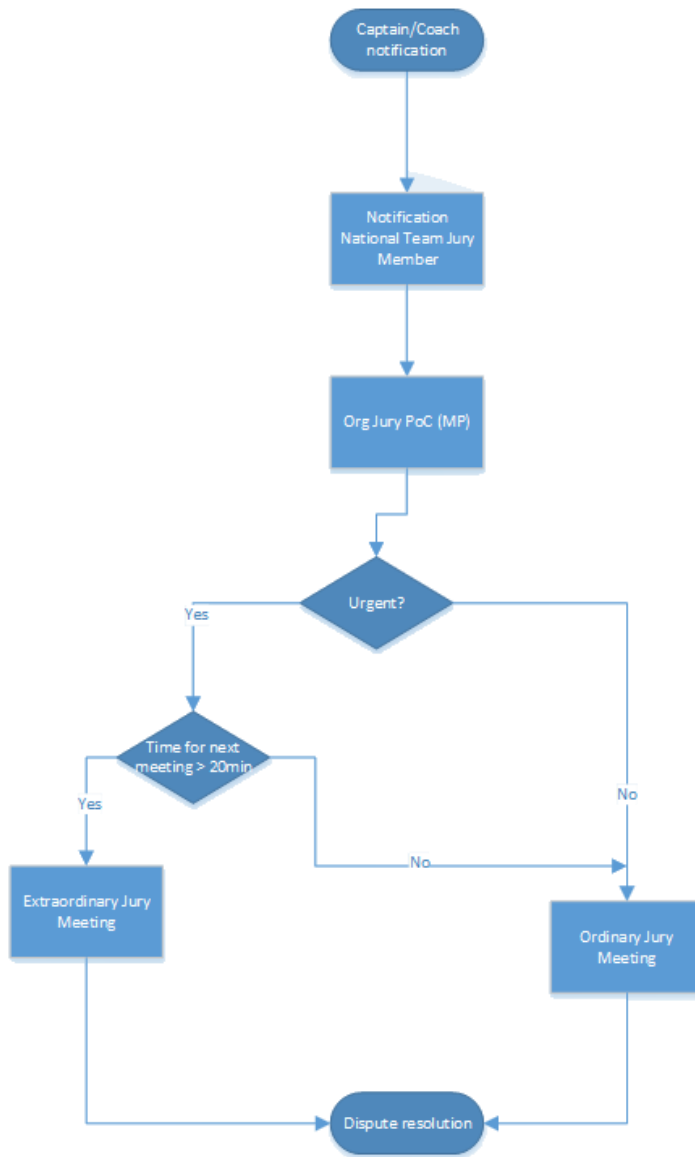 Captain/Coach
notification
Notification
National Team Jury
Member
Org Jury PoC (MP)
Urgent?
Yes
Time for next
meeting > 20min
Yes
No
No
Extraordinary Jury
Meeting
Ordinary Jury
Meeting
Dispute resolution